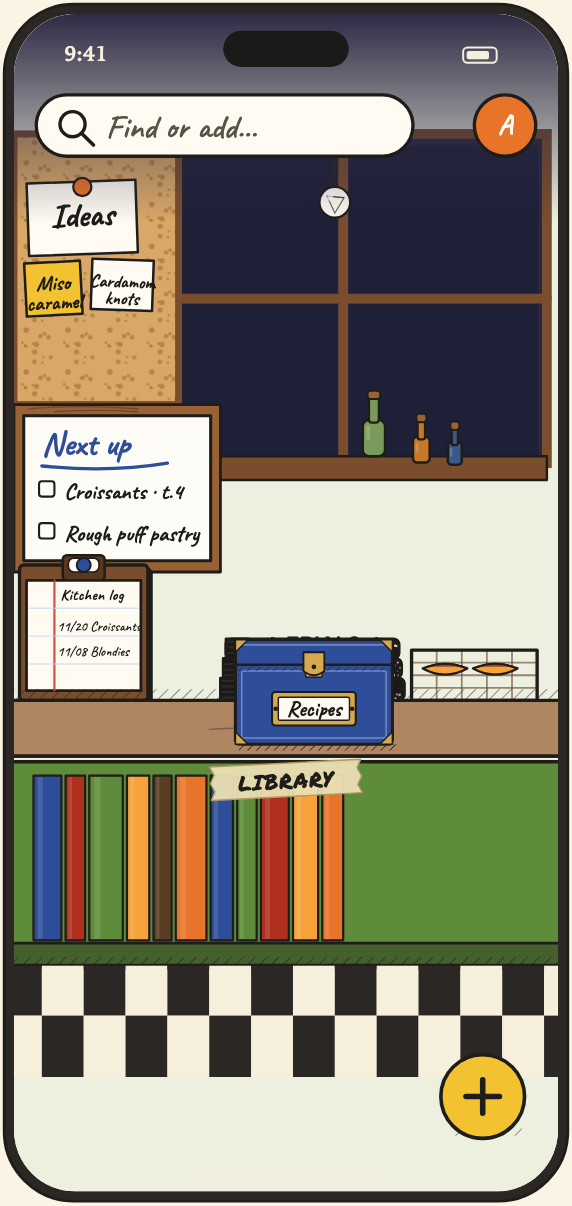 9:41
Find or add...
A
Ideas
Miso
caramel
Cardamom
knots
Next up
Croissants · t.4
Rough puff pastry
Kitchen log
11/20 Croissants
11/08 Blondies
Recipes
LIBRARY